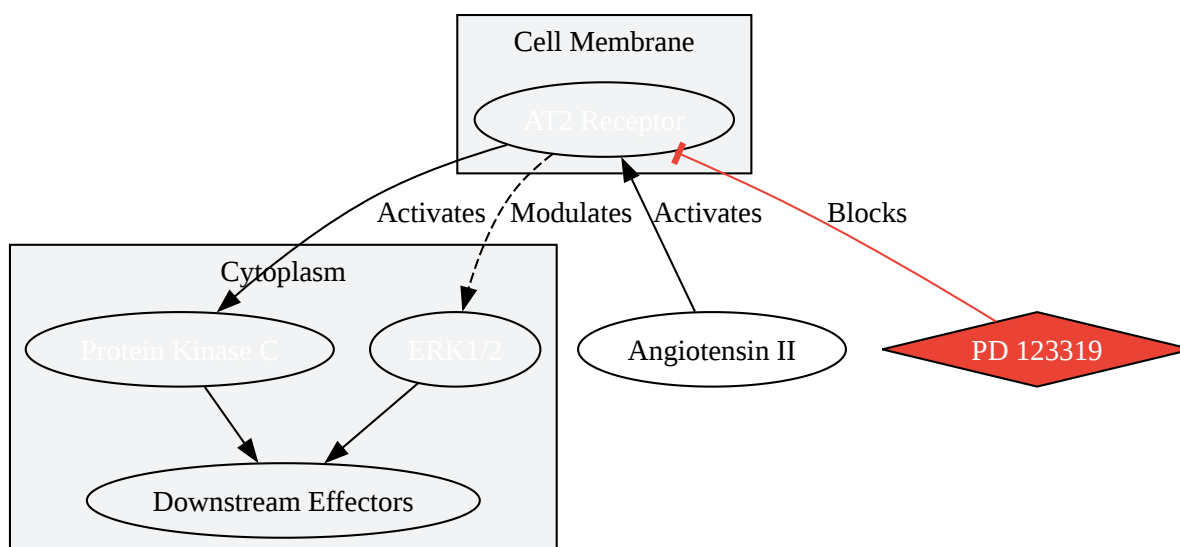 Cell Membrane
AT2 Receptor
Activates
Modulates
Activates
Blocks
Cytoplasm
Protein Kinase C
ERK1/2
Angiotensin II
PD 123319
Downstream Effectors